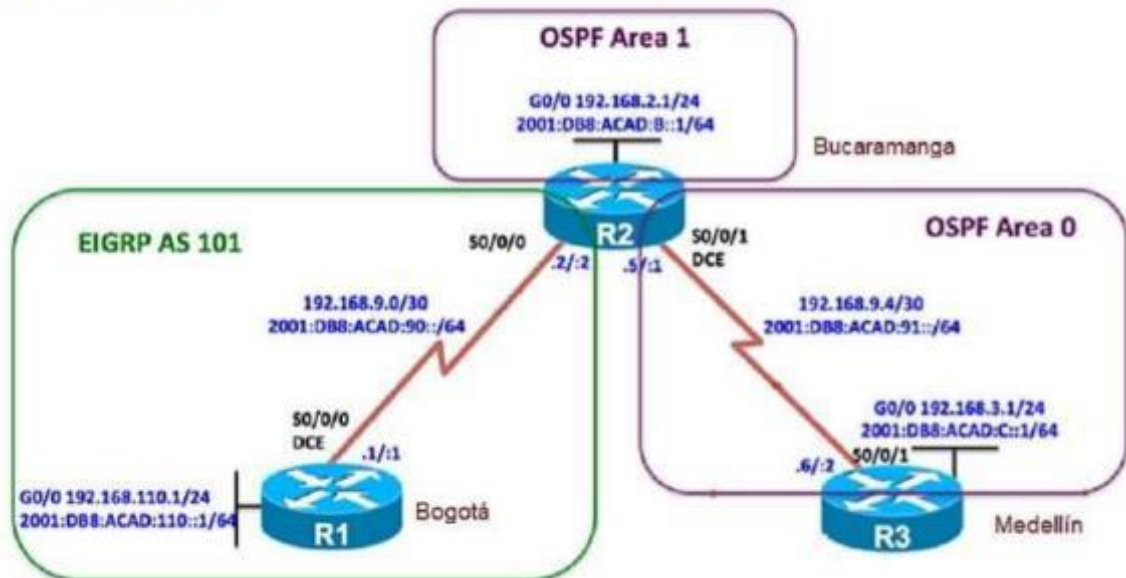 OSPF Area 1
G0/0 192.168.2.1/24
2001:DB8:ACAD:B::1/64
Bucaramanga
EIGRP AS 101
S0/0/0
R2
S0/0/1
DCE
OSPF Area 0
.2/:2
.5/:1
192.168.9.0/30
2001:DB8:ACAD:90::/64
192.168.9.4/30
2001:DB8:ACAD:91::/64
S0/0/0
DCE
G0/0 192.168.3.1/24
2001:DB8:ACAD:C::1/64
.1/:1
.6/:2
S0/0/1
G0/0 192.168.110.1/24
2001:DB8:ACAD:110::1/64
R1
Bogotá
R3
Medellín